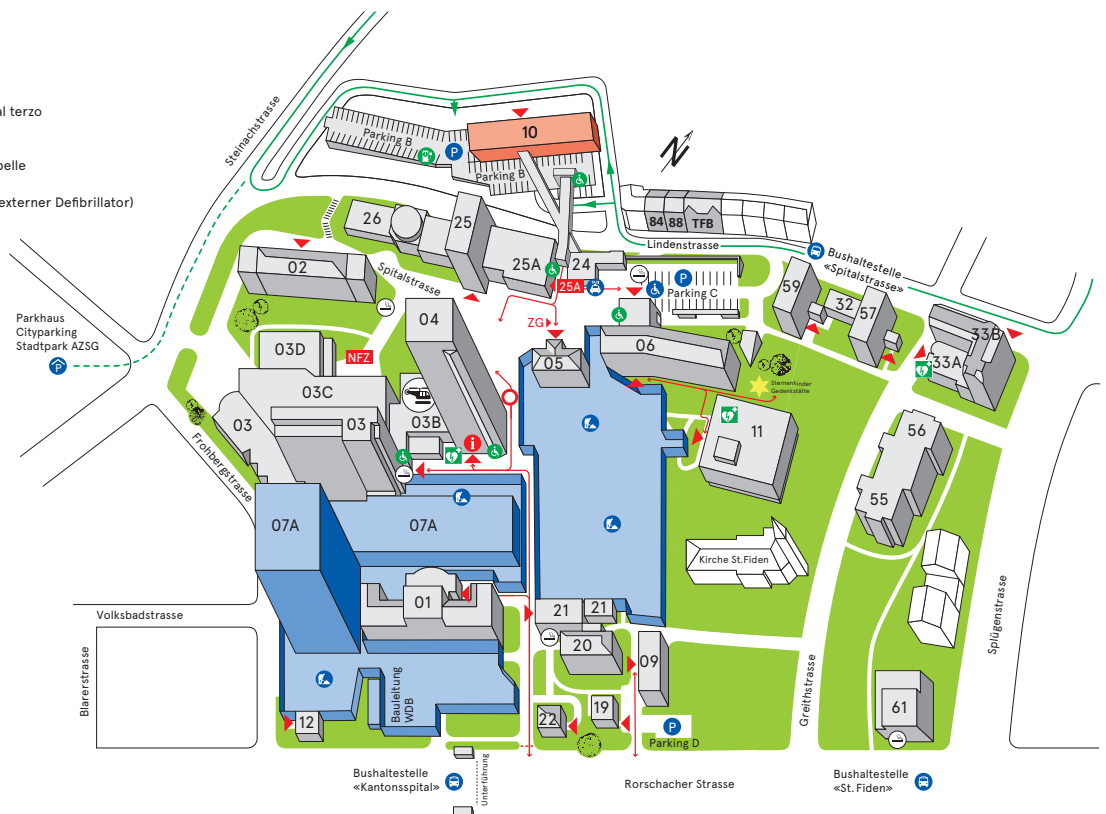 al terzo
pelle
externer Defibrillator)
Steinachstrasse
Parking B
P
10
Parking B
N
84 88 TFB
Lindenstrasse
Bushaltestelle
«Spitalstrasse»
26
25
25A
24
25A
P
Parking C
02
Spitalstrasse
ZG
59
32
57
33B
33A
Parkhaus
Cityparking
Stadtpark AZSG
P
04
03D
NFZ
05
06
Sternenkinder
Gedenkstätte
03C
03
03
03B
i
11
56
55
Frohbergstrasse
07A
07A
Kirche St.Fiden
01
21
21
20
09
Volksbadstrasse
Blarerstrasse
Bauleitung
WDB
12
22
19
P
Parking D
61
Greithstrasse
Splügenstrasse
Bushaltestelle
«Kantonsspital»
Unterführung
Rorschacher Strasse
Bushaltestelle
«St. Fiden»